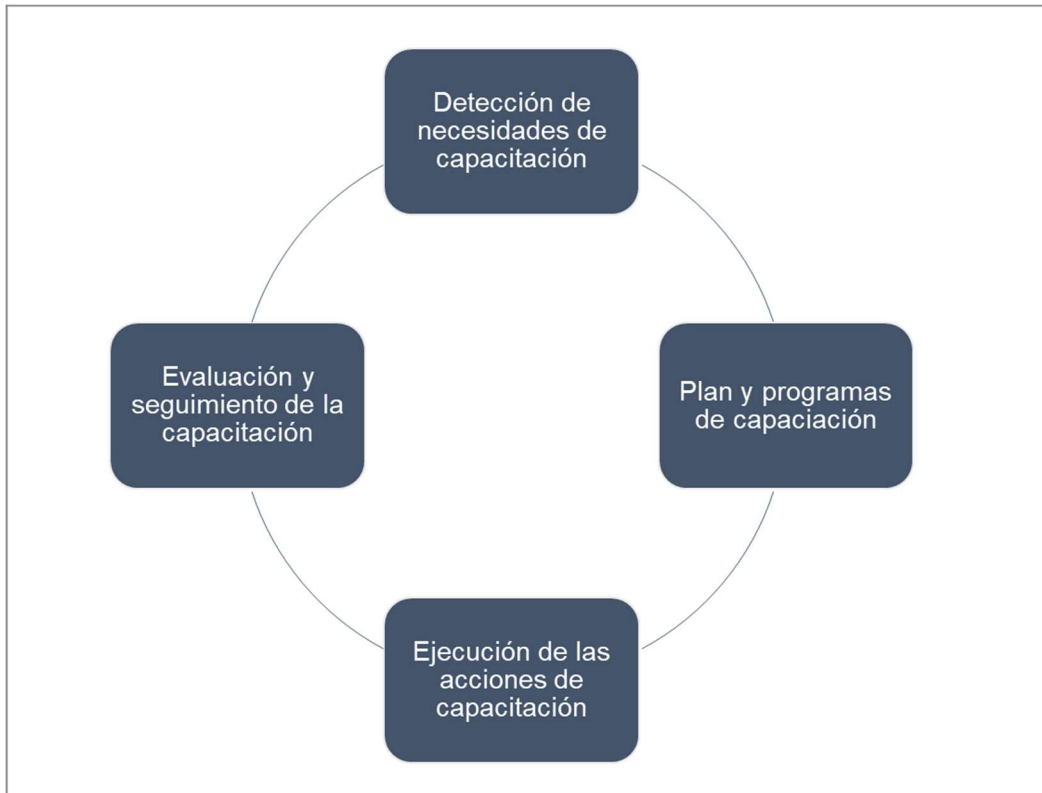 Detección de
necesidades de
capacitación
Plan y programas
de capaciación
Ejecución de las
acciones de
capacitación
Evaluación y
seguimiento de la
capacitación